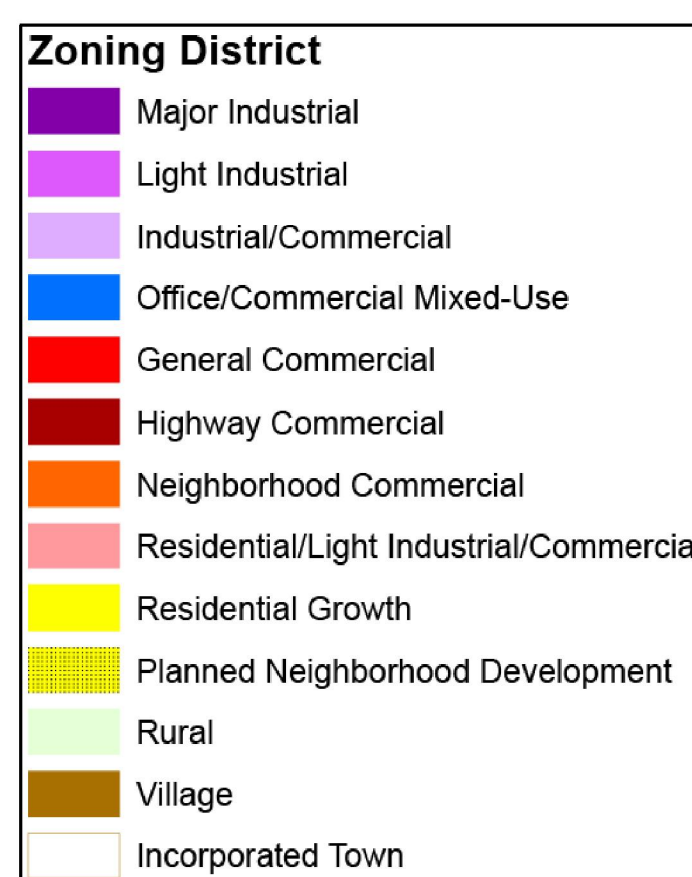 Zoning District
Major Industrial
Light Industrial
Industrial/Commercial
Office/Commercial Mixed-Use
General Commercial
Highway Commercial
Neighborhood Commercial
Residential/Light Industrial/Commercia
Residential Growth
Planned Neighborhood Development
Rural
Village
Incorporated Town